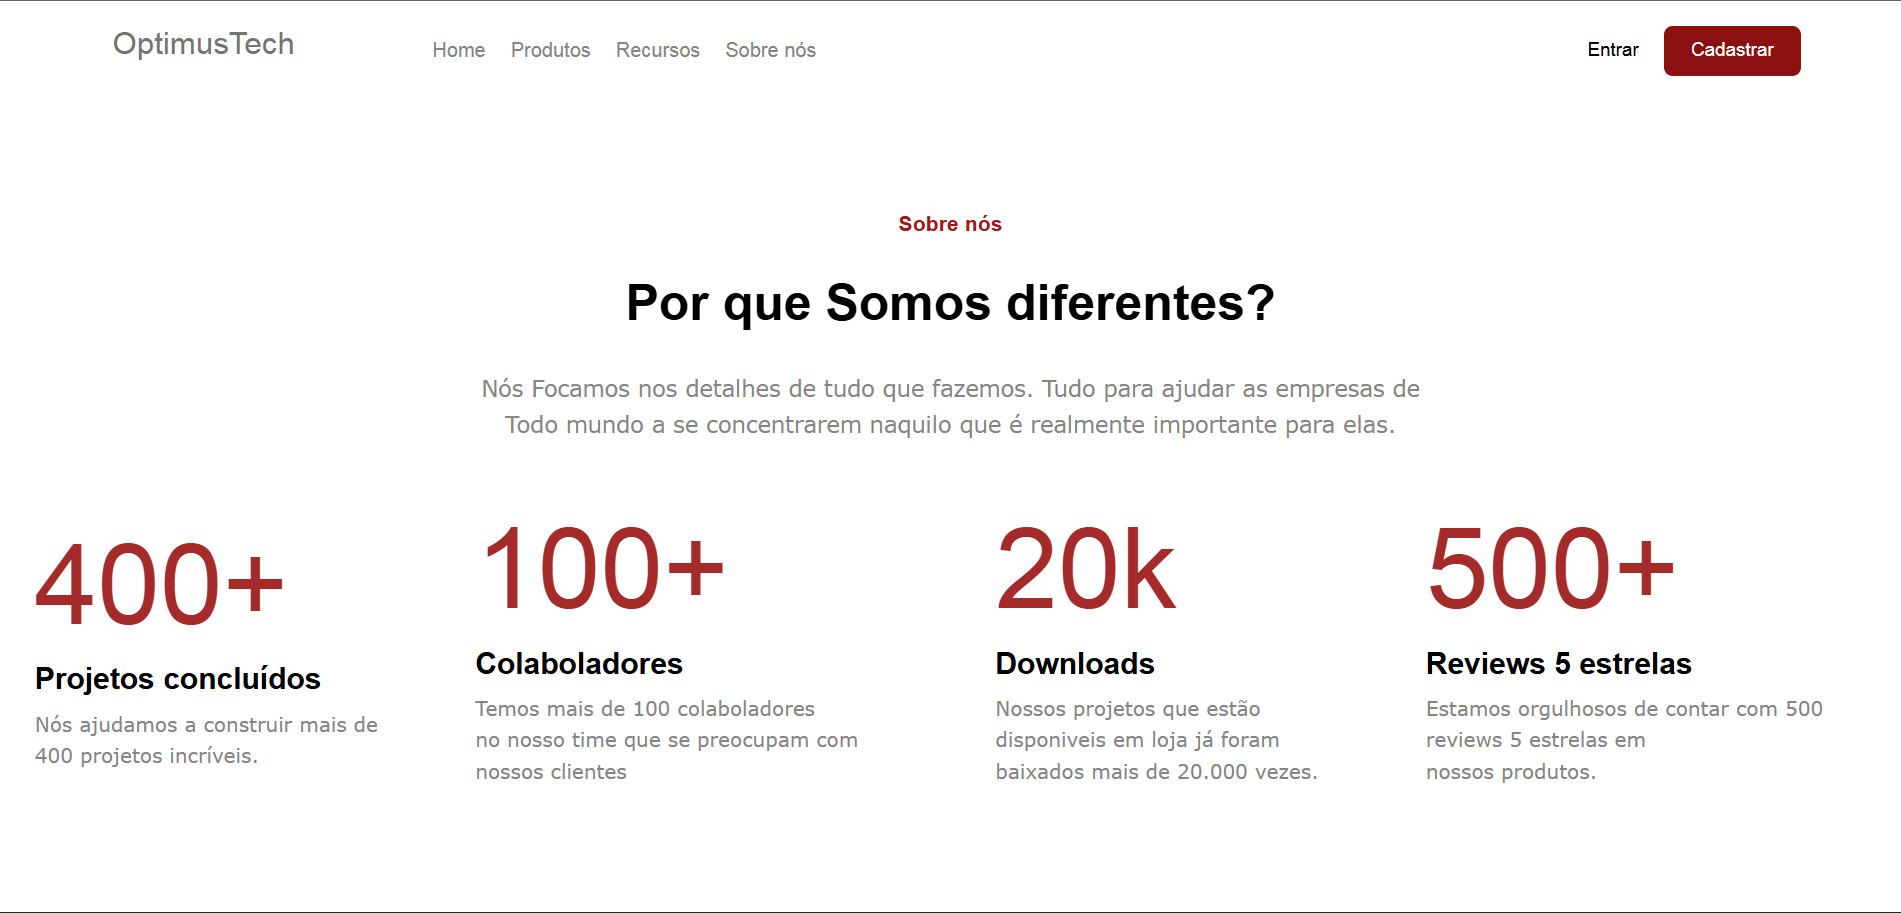 OptimusTech
Home Produtos Recursos Sobre nós
Entrar Cadastrar
Sobre nós
Por que Somos diferentes?
Nós Focamos nos detalhes de tudo que fazemos. Tudo para ajudar as empresas de
Todo mundo a se concentrarem naquilo que é realmente importante para elas.
400+
Projetos concluídos
Nós ajudamos a construir mais de
400 projetos incríveis.
100+
Colaboladores
Temos mais de 100 colaboladores
no nosso time que se preocupam com
nossos clientes
20k
Downloads
Nossos projetos que estão
disponiveis em loja já foram
baixados mais de 20.000 vezes.
500+
Reviews 5 estrelas
Estamos orgulhosos de contar com 500
reviews 5 estrelas em
nossos produtos.